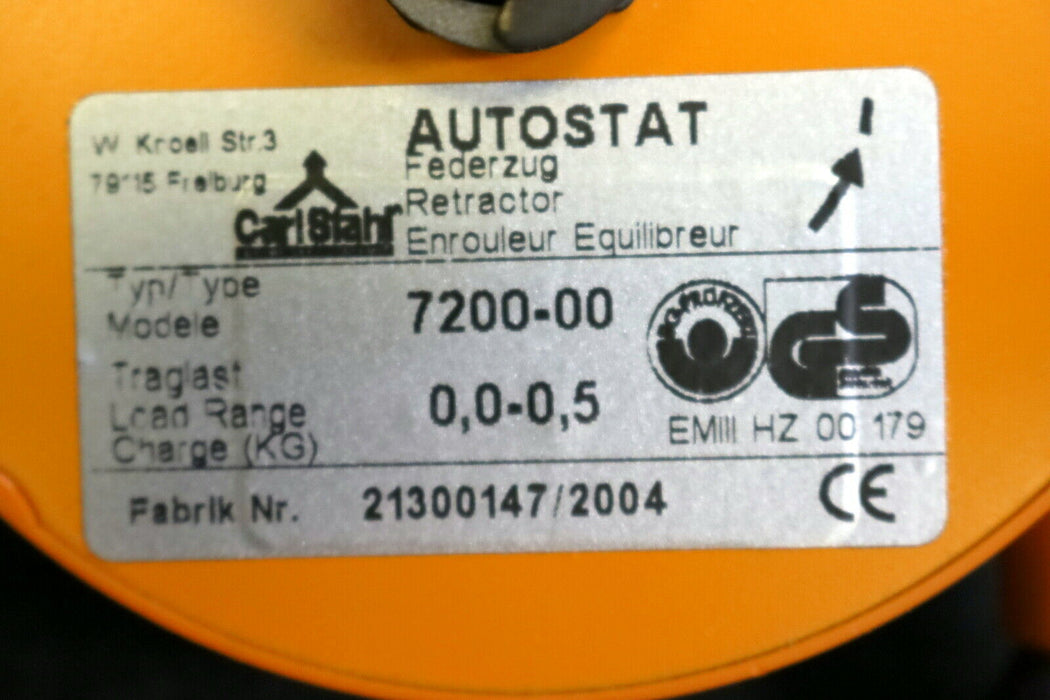 W. Kroell Str.3
79115 Freiburg
Carl Stahl
AUTOSTAT
Federzug
Retractor
Enrouleur Equilibreur
Typ/Type
Modele
7200-00
Traglast
Load Range
Charge (KG)
0,0-0,5
GS
EMIII HZ 00 179
Fabrik Nr. 21300147/2004
CE